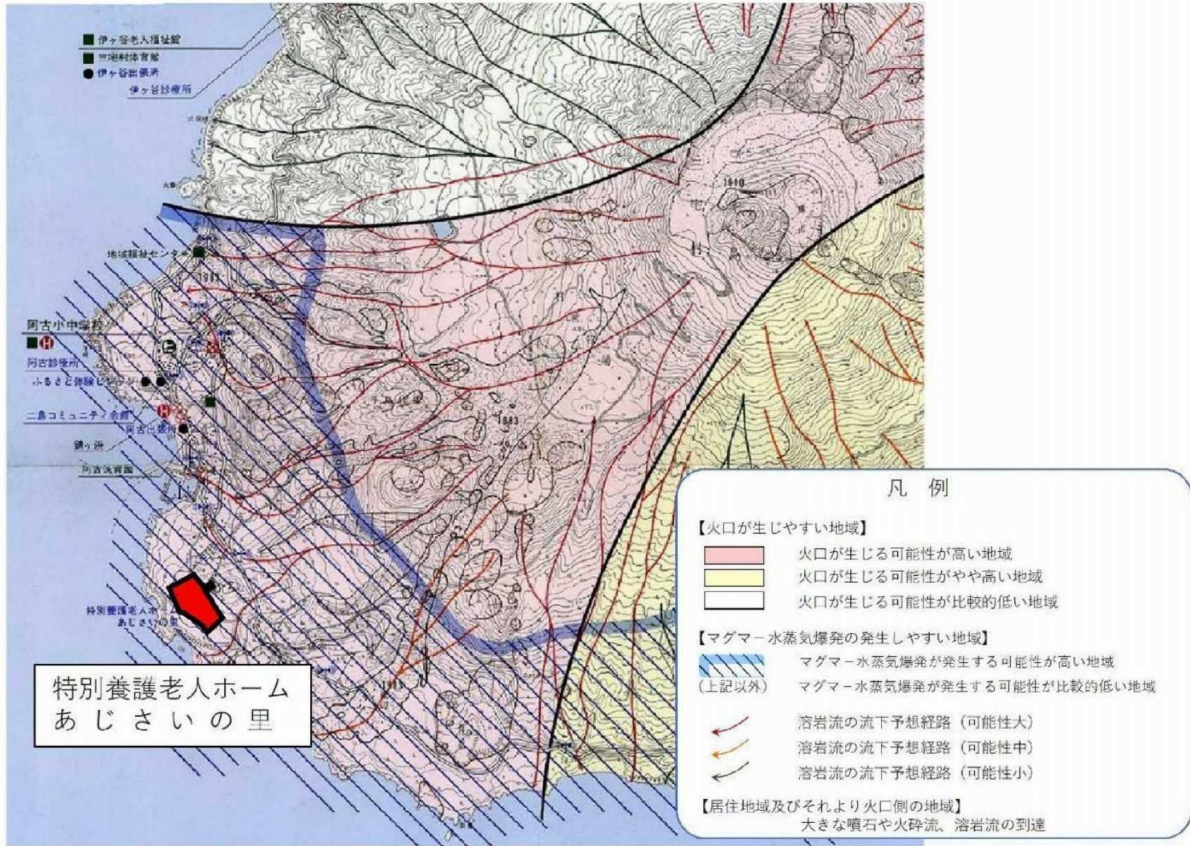 伊ヶ谷老人福祉館
三宅村体育館
伊ヶ谷出張所
伊ヶ谷診療所
地域福祉センター
阿古小中学校
阿古診療所
ふるさと体験ビレッジ
二島コミュニティ会館
阿古出張所
錆ヶ浜
阿古保育園
特別養護老人ホーム
あじさいの里
特別養護老人ホーム
あじさいの里
1940
1983
1643
凡 例
【火口が生じやすい地域】
火口が生じる可能性が高い地域
火口が生じる可能性がやや高い地域
火口が生じる可能性が比較的低い地域
【マグマ－水蒸気爆発の発生しやすい地域】
マグマ－水蒸気爆発が発生する可能性が高い地域
(上記以外) マグマ－水蒸気爆発が発生する可能性が比較的低い地域
溶岩流の流下予想経路（可能性大）
溶岩流の流下予想経路（可能性中）
溶岩流の流下予想経路（可能性小）
【居住地域及びそれより火口側の地域】
大きな噴石や火砕流、溶岩流の到達